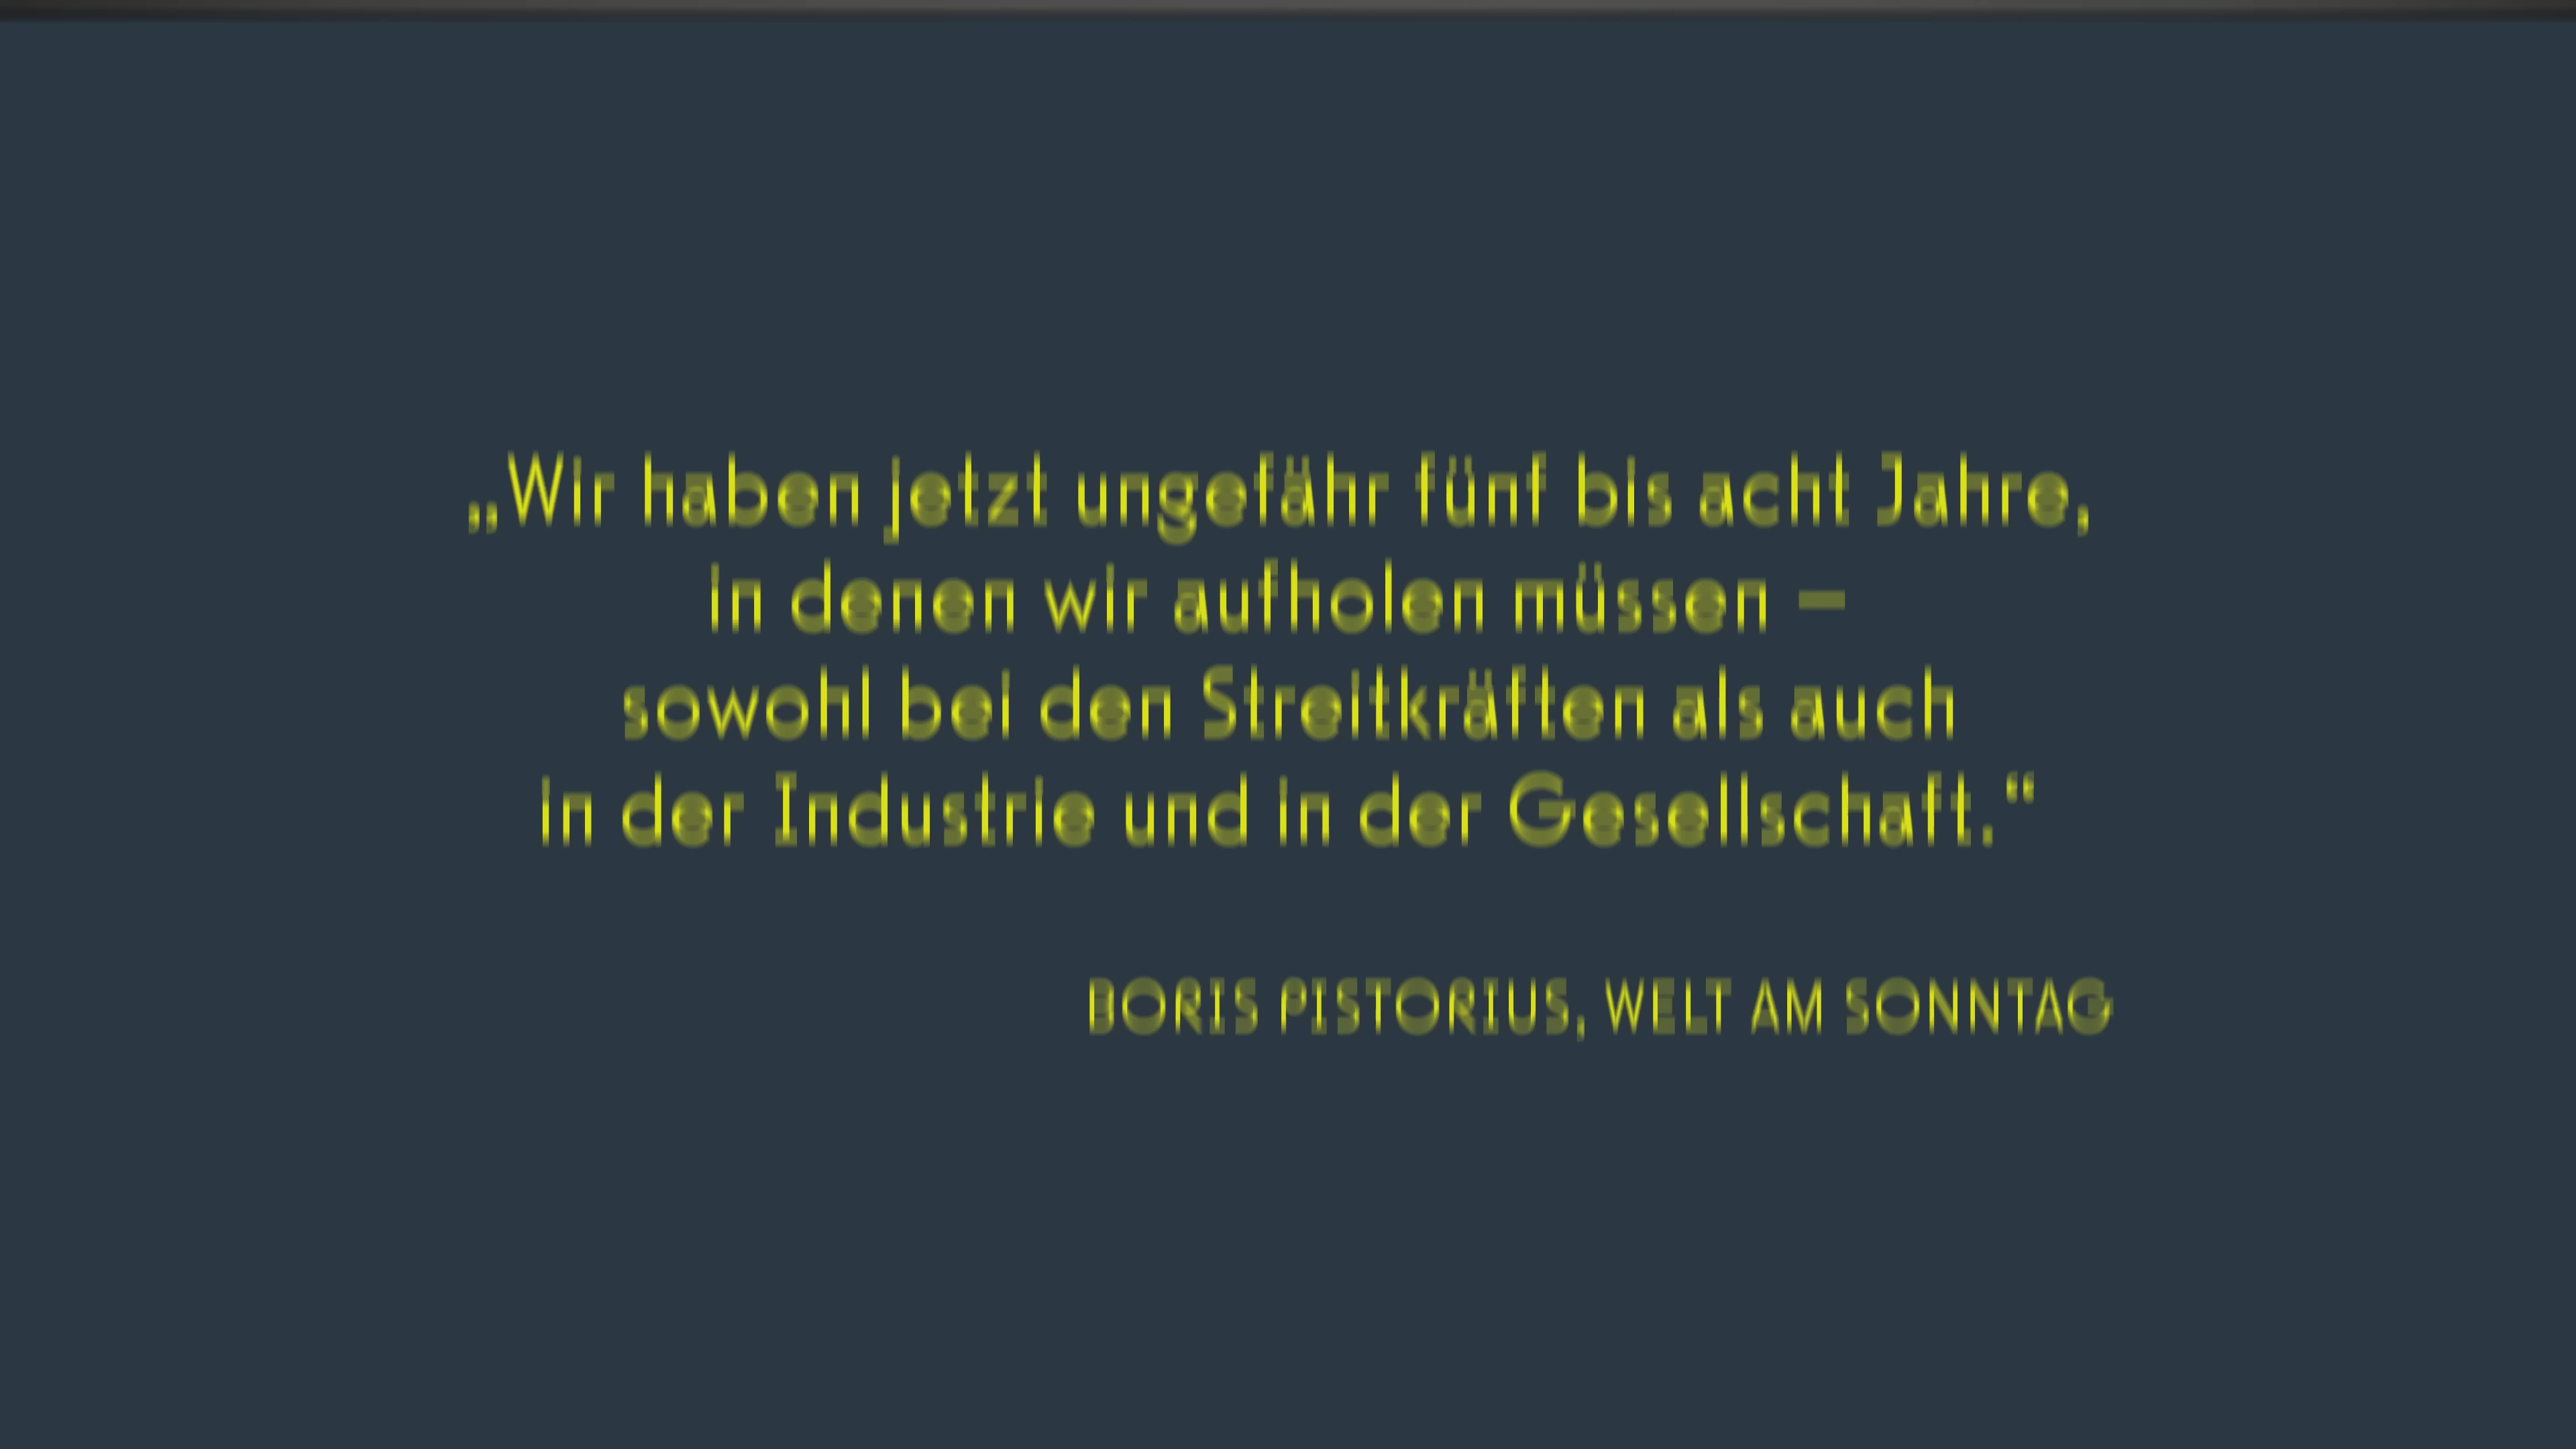 „Wir haben jetzt ungefähr fünf bis acht Jahre,
in denen wir aufholen müssen –
sowohl bei den Streitkräften als auch
in der Industrie und in der Gesellschaft.“
BORIS PISTORIUS, WELT AM SONNTAG